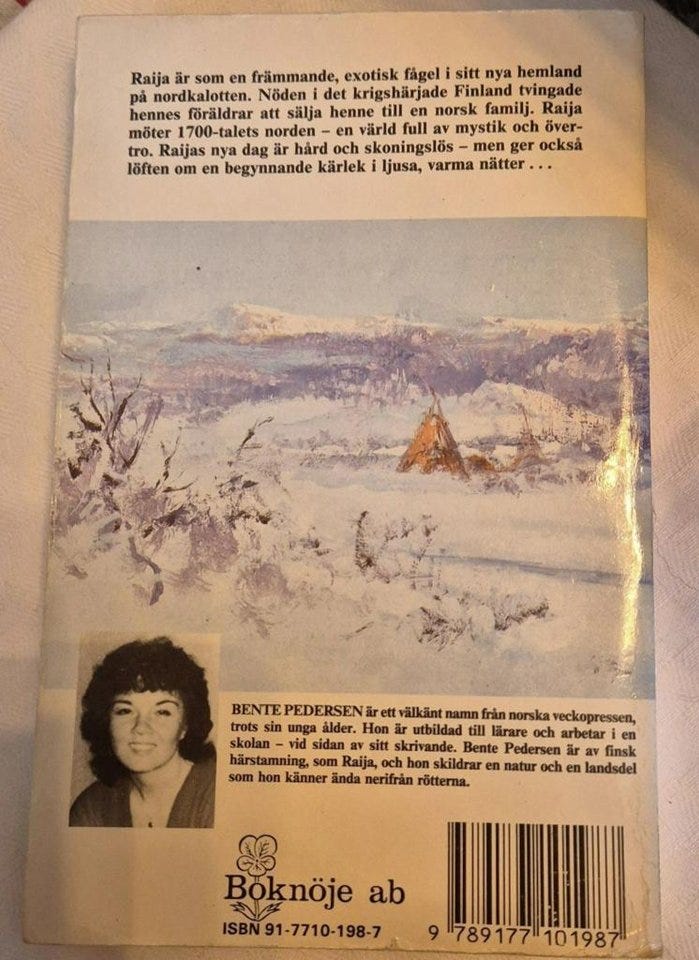 Raija är som en främmande, exotisk fågel i sitt nya hemland
på nordkalotten. Nöden i det krigshärjade Finland tvingade
hennes föräldrar att sälja henne till en norsk familj. Raija
möter 1700-talets norden – en värld full av mystik och över-
tro. Raijas nya dag är hård och skoningslös – men ger också
löften om en begynnande kärlek i ljusa, varma nätter . . .
BENTE PEDERSEN är ett välkänt namn från norska veckopressen,
trots sin unga ålder. Hon är utbildad till lärare och arbetar i en
skolan – vid sidan av sitt skrivande. Bente Pedersen är av finsk
härstamning, som Raija, och hon skildrar en natur och en landsdel
som hon känner ända nerifrån rötterna.
Boknöje ab
ISBN 91-7710-198-7
9 789177 101987